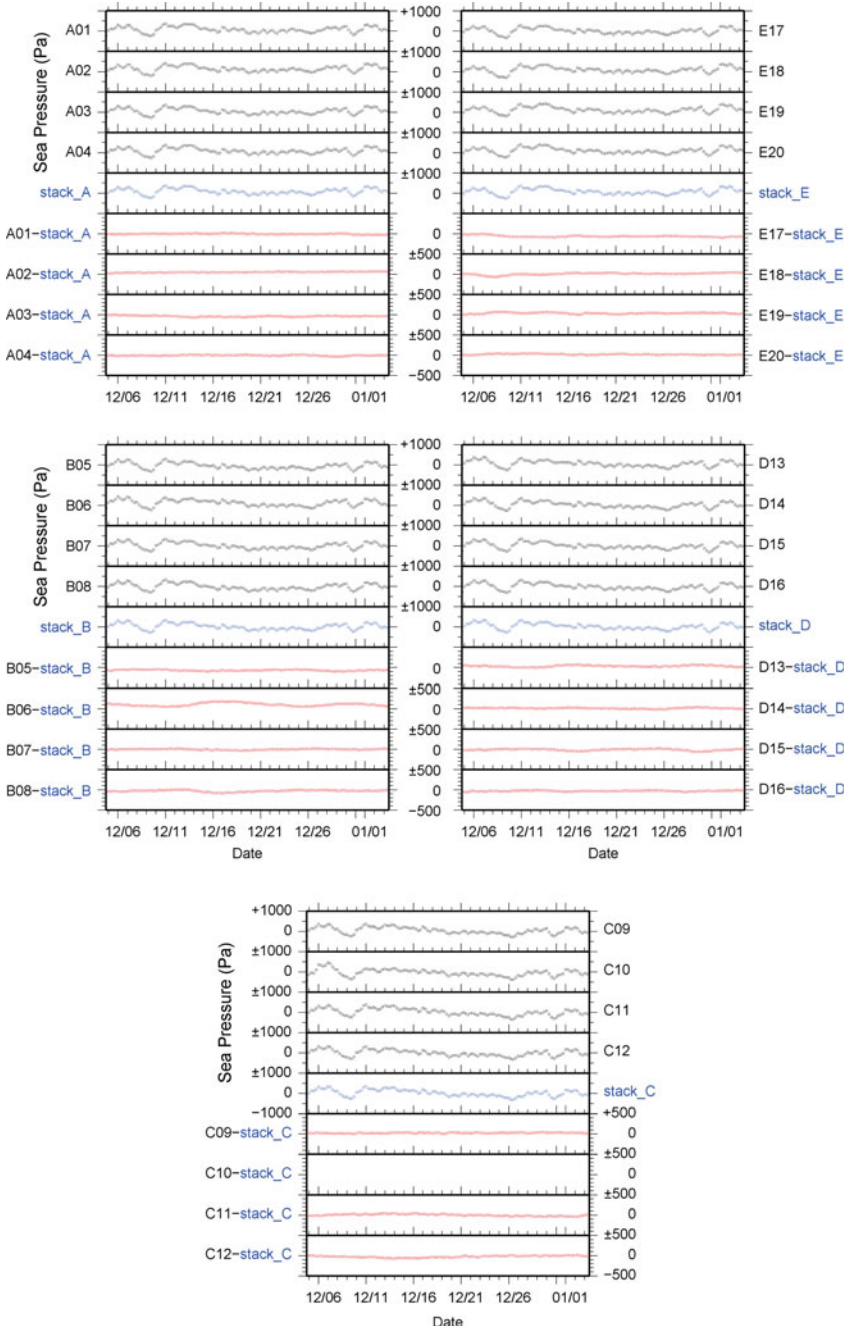 Sea Pressure (Pa)
A01 +1000 0 E17
A02 ±1000 0 E18
A03 ±1000 0 E19
A04 ±1000 0 E20
stack_A ±1000 0 stack_E
A01−stack_A 0 E17−stack_E
A02−stack_A ±500 0 E18−stack_E
A03−stack_A ±500 0 E19−stack_E
A04−stack_A ±500 0 E20−stack_E
−500
12/06 12/11 12/16 12/21 12/26 01/01 12/06 12/11 12/16 12/21 12/26 01/01
Sea Pressure (Pa)
B05 +1000 0 D13
B06 ±1000 0 D14
B07 ±1000 0 D15
B08 ±1000 0 D16
stack_B ±1000 0 stack_D
B05−stack_B 0 D13−stack_D
B06−stack_B ±500 0 D14−stack_D
B07−stack_B ±500 0 D15−stack_D
B08−stack_B ±500 0 D16−stack_D
−500
12/06 12/11 12/16 12/21 12/26 01/01 12/06 12/11 12/16 12/21 12/26 01/01
Date Date
Sea Pressure (Pa)
+1000
0 C09
±1000
0 C10
±1000
0 C11
±1000
0 C12
±1000
0 stack_C
−1000 +500
C09−stack_C 0
±500
C10−stack_C 0
±500
C11−stack_C 0
±500
C12−stack_C 0
−500
12/06 12/11 12/16 12/21 12/26 01/01
Date